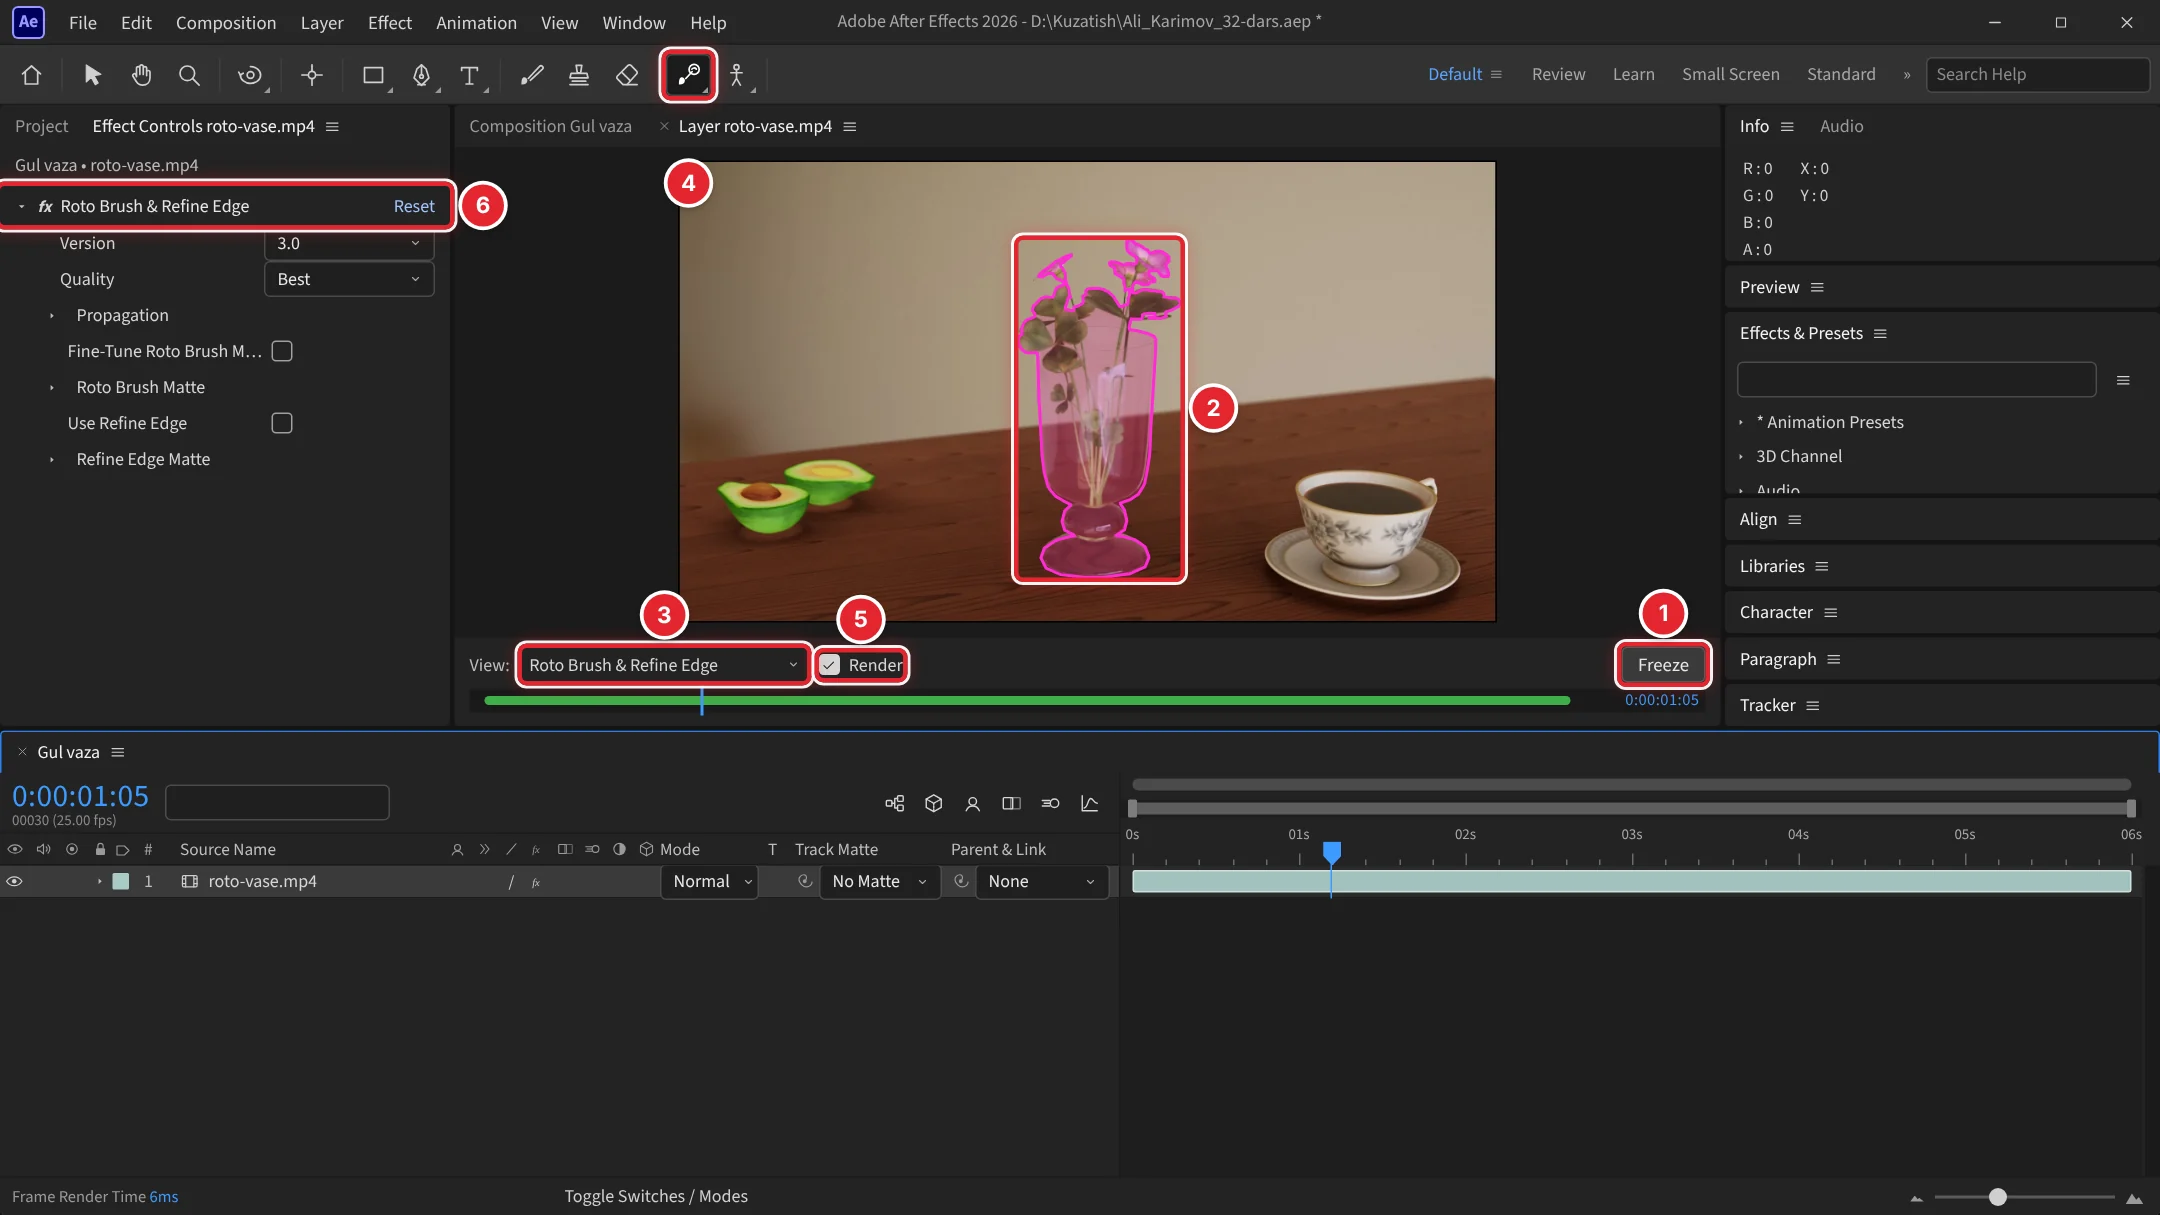 Ae File Edit Composition Layer Effect Animation View Window Help Adobe After Effects 2026 - D:\Kuzatish\Ali_Karimov_32-dars.aep *
T Default Review Learn Small Screen Standard » Search Help
Project Effect Controls roto-vase.mp4
Gul vaza • roto-vase.mp4
fx Roto Brush & Refine Edge Reset
6
Version 3.0
Quality Best
Propagation
Fine-Tune Roto Brush M...
Roto Brush Matte
Use Refine Edge
Refine Edge Matte
Composition Gul vaza × Layer roto-vase.mp4
4
2
3
5
1
View: Roto Brush & Refine Edge Render Freeze
0:00:01:05
Info Audio
R : 0 X : 0
G : 0 Y : 0
B : 0
A : 0
Preview
Effects & Presets
* Animation Presets
3D Channel
Audio
Align
Libraries
Character
Paragraph
Tracker
× Gul vaza
0:00:01:05
00030 (25.00 fps)
0s 01s 02s 03s 04s 05s 06s
# Source Name fx Mode T Track Matte Parent & Link
1 roto-vase.mp4 / fx Normal No Matte None
Frame Render Time 6ms Toggle Switches / Modes